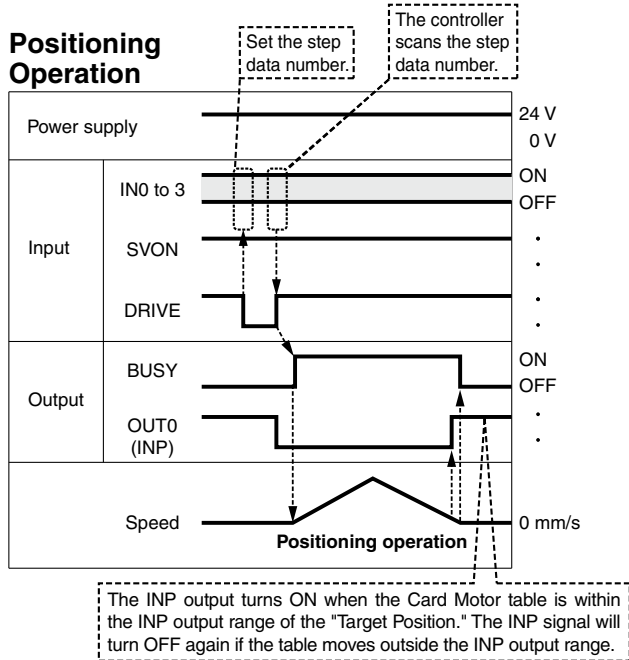 Positioning
Operation
Set the step
data number.
The controller
scans the step
data number.
Power supply
24 V
0 V
Input
IN0 to 3
ON
OFF
SVON
DRIVE
Output
BUSY
ON
OFF
OUT0
(INP)
Speed
0 mm/s
Positioning operation
The INP output turns ON when the Card Motor table is within
the INP output range of the "Target Position." The INP signal will
turn OFF again if the table moves outside the INP output range.